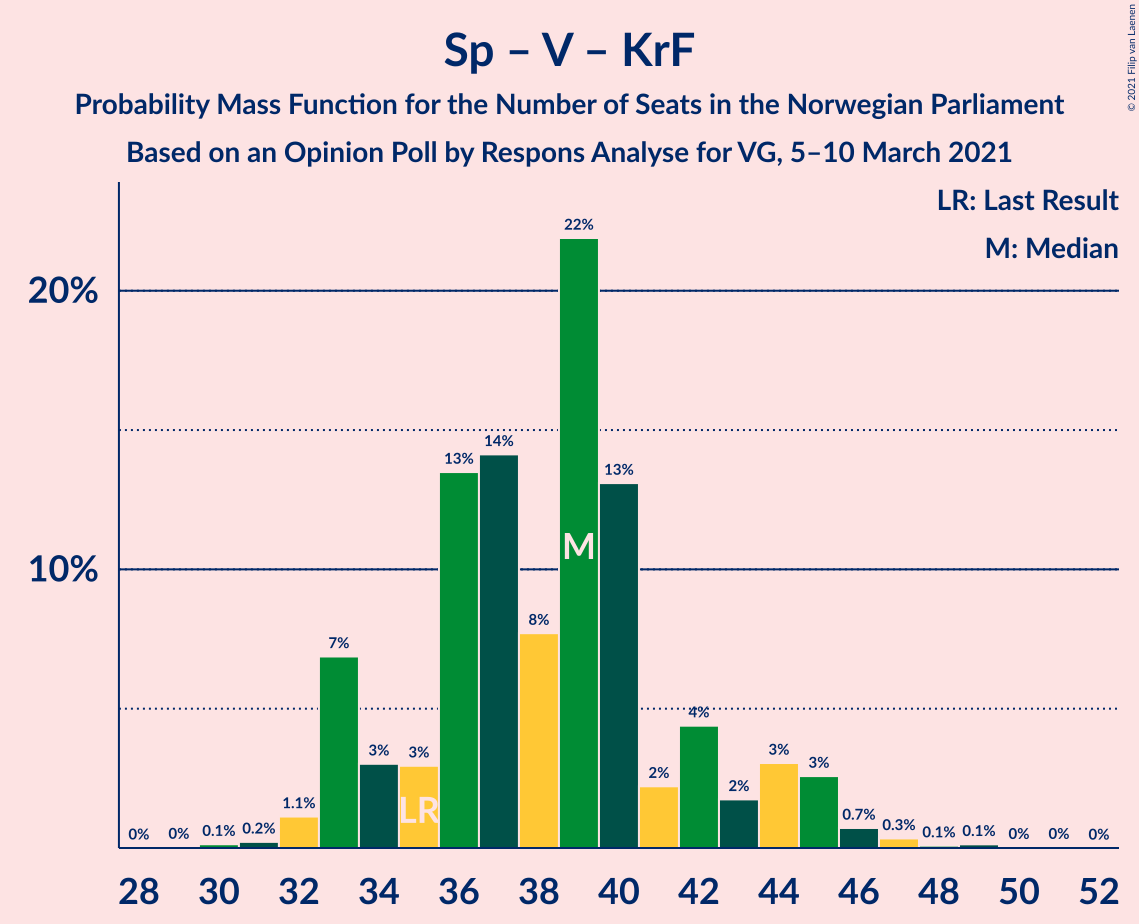 Sp – V – KrF
Probability Mass Function for the Number of Seats in the Norwegian Parliament
Based on an Opinion Poll by Respons Analyse for VG, 5–10 March 2021
© 2021 Filip van Laenen
LR: Last Result
M: Median
20%
10%
0% 0% 0.1% 0.2% 1.1% 7% 3% 3% 13% 14% 8% 22% 13% 2% 4% 2% 3% 3% 0.7% 0.3% 0.1% 0.1% 0% 0% 0%
LR
M
28 30 32 34 36 38 40 42 44 46 48 50 52